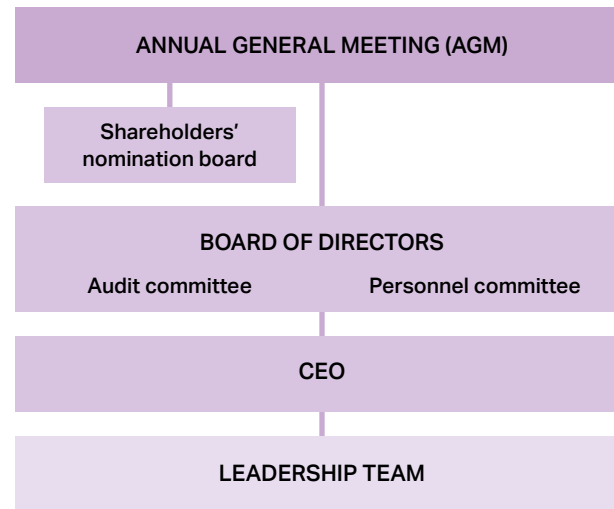 ANNUAL GENERAL MEETING (AGM)
Shareholders’
nomination board
BOARD OF DIRECTORS
Audit committee
Personnel committee
CEO
LEADERSHIP TEAM